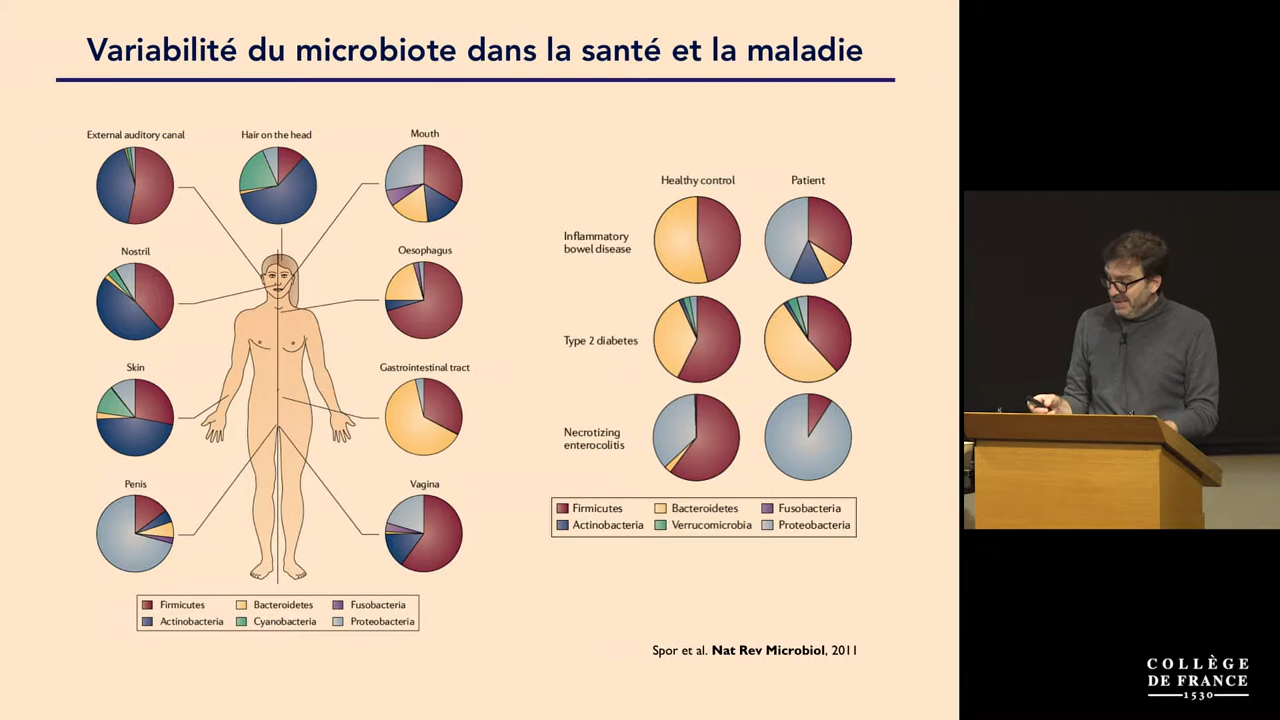 Variabilité du microbiote dans la santé et la maladie
External auditory canal
Hair on the head
Mouth
Nostril
Oesophagus
Skin
Gastrointestinal tract
Penis
Vagina
Firmicutes
Bacteroidetes
Fusobacteria
Actinobacteria
Cyanobacteria
Proteobacteria
Healthy control
Patient
Inflammatory
bowel disease
Type 2 diabetes
Necrotizing
enterocolitis
Firmicutes
Bacteroidetes
Fusobacteria
Actinobacteria
Verrucomicrobia
Proteobacteria
Spor et al. Nat Rev Microbiol, 2011
COLLÈGE
DE FRANCE
1530